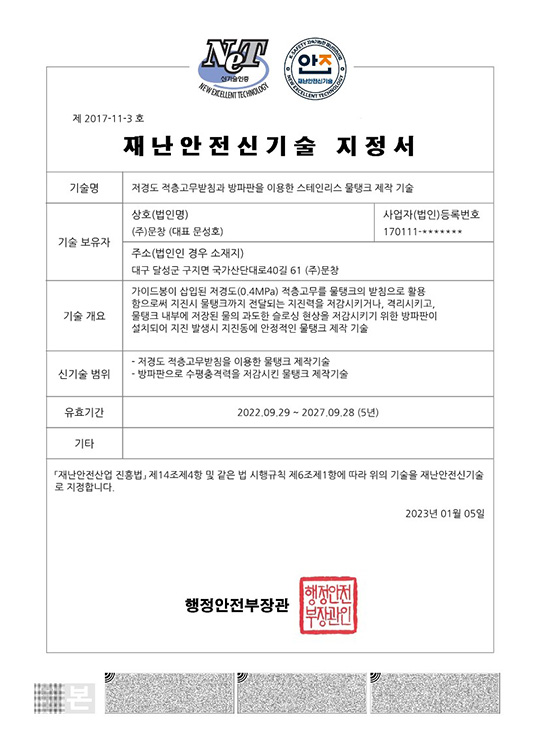 NeT
신기술인증
NEW EXCELLENT TECHNOLOGY
안ㅈ
재난안전신기술
NEW EXCELLENT TECHNOLOGY
제 2017-11-3 호
재난안전신기술 지정서
기술명
저경도 적층고무받침과 방파판을 이용한 스테인리스 물탱크 제작 기술
기술 보유자
상호(법인명)
(주)문창 (대표 문성호)
사업자(법인)등록번호
170111-*******
주소(법인인 경우 소재지)
대구 달성군 구지면 국가산단대로40길 61 (주)문창
기술 개요
가이드봉이 삽입된 저경도(0.4MPa) 적층고무를 물탱크의 받침으로 활용
함으로써 지진시 물탱크까지 전달되는 지진력을 저감시키거나, 격리시키고,
물탱크 내부에 저장된 물의 과도한 슬로싱 현상을 저감시키기 위한 방파판이
설치되어 지진 발생시 지진동에 안정적인 물탱크 제작 기술
신기술 범위
- 저경도 적층고무받침을 이용한 물탱크 제작기술
- 방파판으로 수평충격력을 저감시킨 물탱크 제작기술
유효기간
2022.09.29 ~ 2027.09.28 (5년)
기타
「재난안전산업 진흥법」 제14조제4항 및 같은 법 시행규칙 제6조제1항에 따라 위의 기술을 재난안전신기술
로 지정합니다.
2023년 01월 05일
행정안전부장관
행정안전
부장관인
본